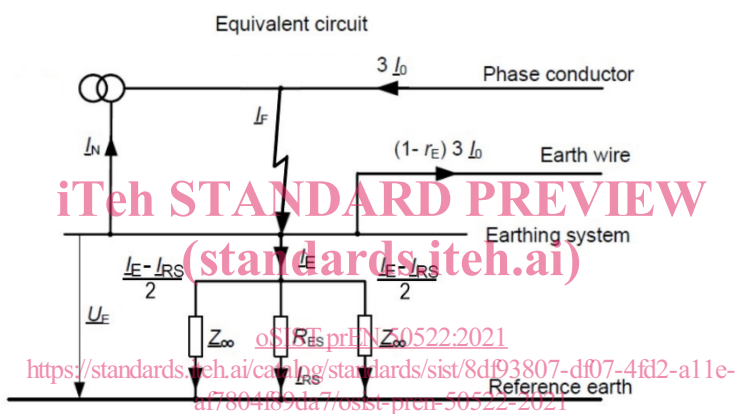 Equivalent circuit
3 I0
Phase conductor
IF
IN
(1- rE) 3 I0
Earth wire
iTeh STANDARD PREVIEW
Earthing system
(standards.iteh.ai)
IE
IE - IRS
2
IE - IRS
2
UE
Z∞
RES
Z∞
oSIST prEN 50522:2021
https://standards.iteh.ai/catalog/standards/sist/8df93807-df07-4fd2-a11e-
IRS
Reference earth
af7804f89da7/osist-pren-50522-2021